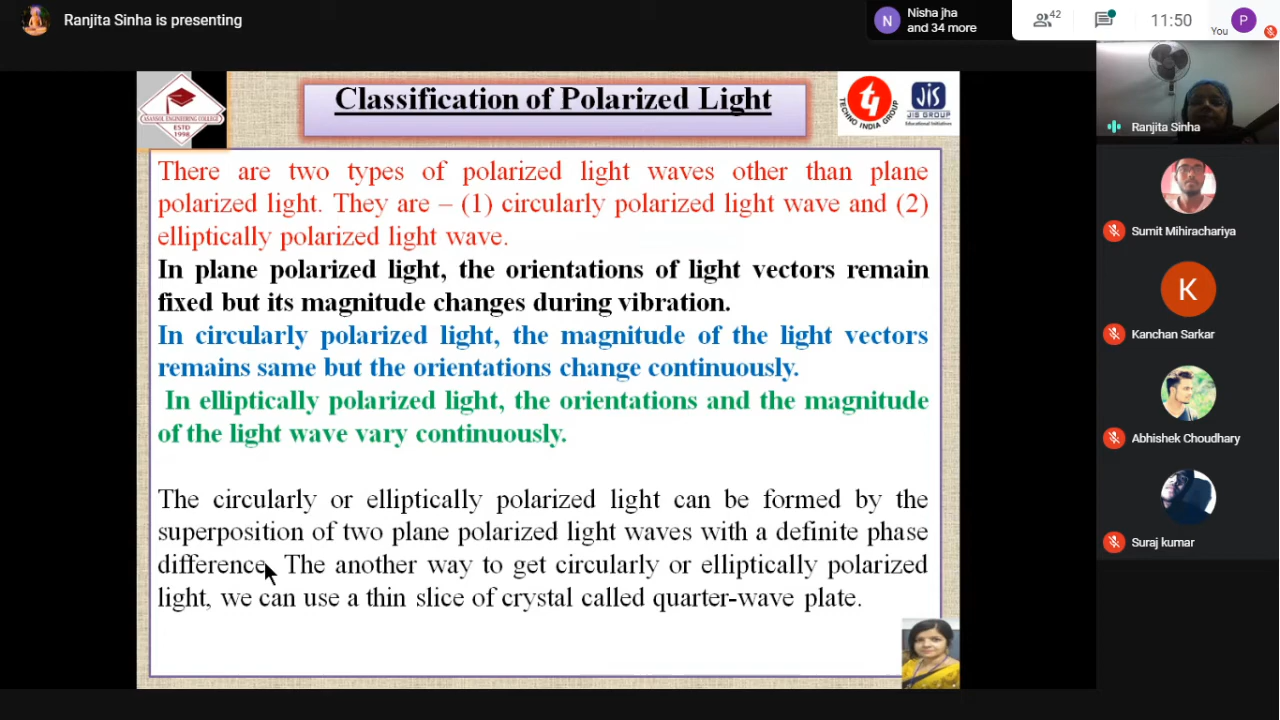 Ranjita Sinha is presenting
N
Nisha jha
and 34 more
42
11:50
You
P
Classification of Polarized Light
ASANSOL ENGINEERING COLLEGE
ESTD
1998
TECHNO INDIA GROUP
JIS
JIS GROUP
Educational Initiatives
There are two types of polarized light waves other than plane
polarized light. They are – (1) circularly polarized light wave and (2)
elliptically polarized light wave.
In plane polarized light, the orientations of light vectors remain
fixed but its magnitude changes during vibration.
In circularly polarized light, the magnitude of the light vectors
remains same but the orientations change continuously.
In elliptically polarized light, the orientations and the magnitude
of the light wave vary continuously.
The circularly or elliptically polarized light can be formed by the
superposition of two plane polarized light waves with a definite phase
difference. The another way to get circularly or elliptically polarized
light, we can use a thin slice of crystal called quarter-wave plate.
Ranjita Sinha
Sumit Mihirachariya
K
Kanchan Sarkar
Abhishek Choudhary
Suraj kumar